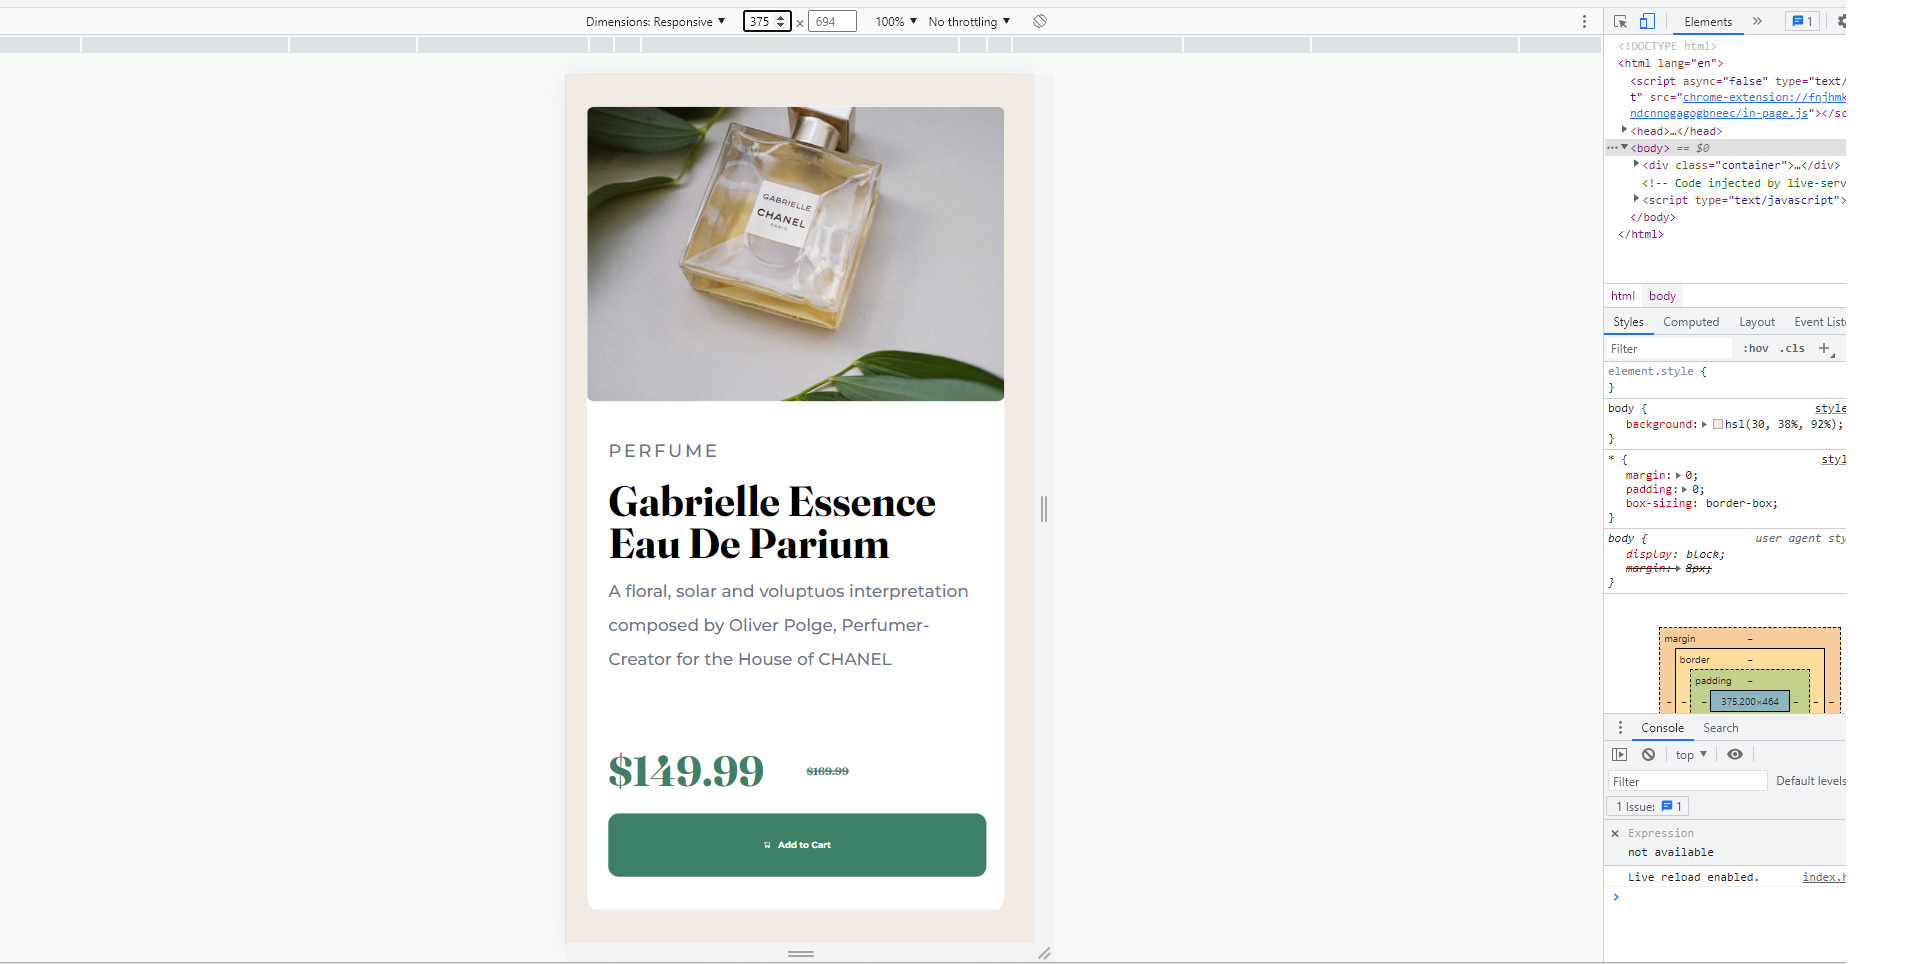 Dimensions: Responsive ▼ 375 × 694 100% ▼ No throttling ▼
Elements » 1
<!DOCTYPE html>
<html lang="en">
<script async="false" type="text/
t" src="chrome-extension://fnjhmk
ndcnnogagogbneec/in-page.js"></sc
<head>…</head>
<body> == $0
<div class="container">…</div>
<!-- Code injected by live-serv
<script type="text/javascript">
</body>
</html>
html body
Styles Computed Layout Event List
Filter :hov .cls +
element.style {
}
body { style
background: hsl(30, 38%, 92%);
}
* { styl
margin: 0;
padding: 0;
box-sizing: border-box;
}
body { user agent sty
display: block;
margin: 8px;
}
margin –
border –
padding –
– – – 375.200×464 – – –
Console Search
top ▼
Filter Default levels
1 Issue: 1
× Expression
not available
Live reload enabled. index.h
>
GABRIELLE
CHANEL
PARIS
PERFUME
Gabrielle Essence
Eau De Parium
A floral, solar and voluptuos interpretation
composed by Oliver Polge, Perfumer-
Creator for the House of CHANEL
$149.99 $169.99
Add to Cart